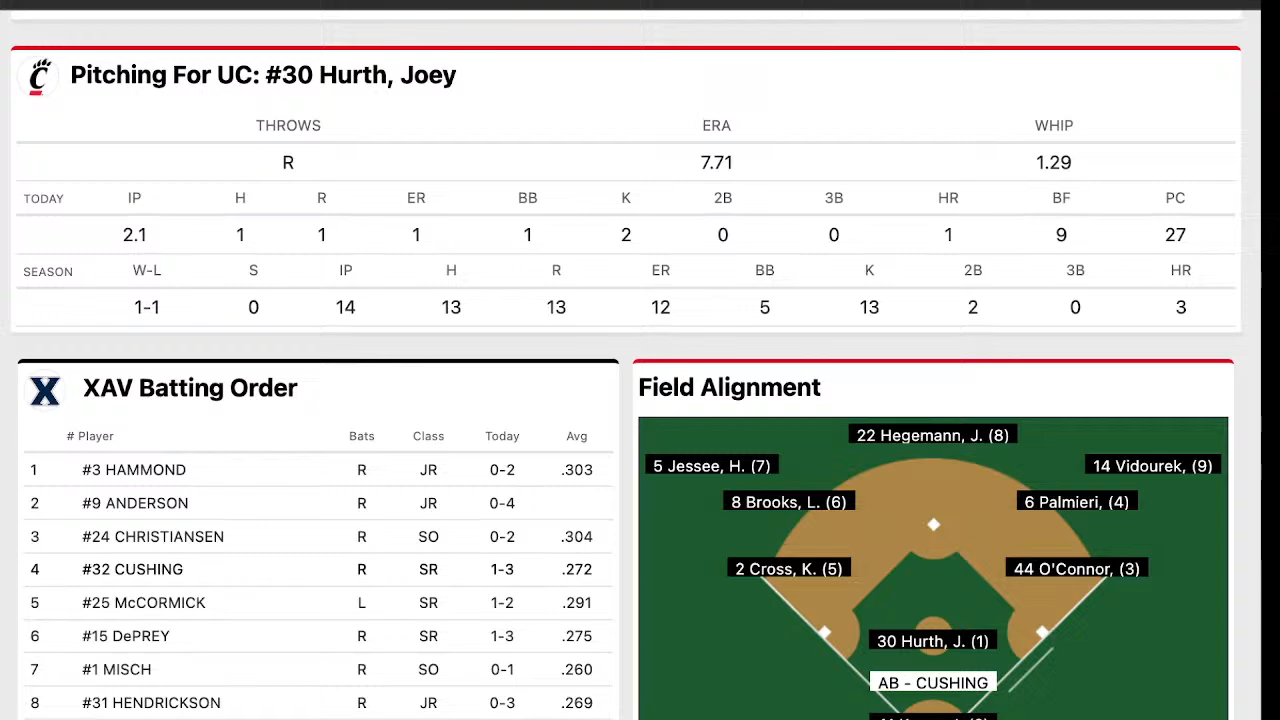 Pitching For UC: #30 Hurth, Joey
THROWS ERA WHIP
R 7.71 1.29
TODAY IP H R ER BB K 2B 3B HR BF PC
2.1 1 1 1 1 2 0 0 1 9 27
SEASON W-L S IP H R ER BB K 2B 3B HR
1-1 0 14 13 13 12 5 13 2 0 3
XAV Batting Order
# Player Bats Class Today Avg
1 #3 HAMMOND R JR 0-2 .303
2 #9 ANDERSON R JR 0-4
3 #24 CHRISTIANSEN R SO 0-2 .304
4 #32 CUSHING R SR 1-3 .272
5 #25 McCORMICK L SR 1-2 .291
6 #15 DePREY R SR 1-3 .275
7 #1 MISCH R SO 0-1 .260
8 #31 HENDRICKSON R JR 0-3 .269
Field Alignment
22 Hegemann, J. (8)
5 Jessee, H. (7) 14 Vidourek, (9)
8 Brooks, L. (6) 6 Palmieri, (4)
2 Cross, K. (5) 44 O'Connor, (3)
30 Hurth, J. (1)
AB - CUSHING